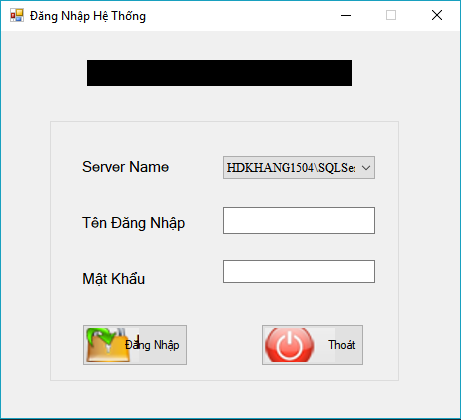 Đăng Nhập Hệ Thống
Server Name
HDKHANG1504\SQLSe
Tên Đăng Nhập
Mật Khẩu
Đăng Nhập
Thoát